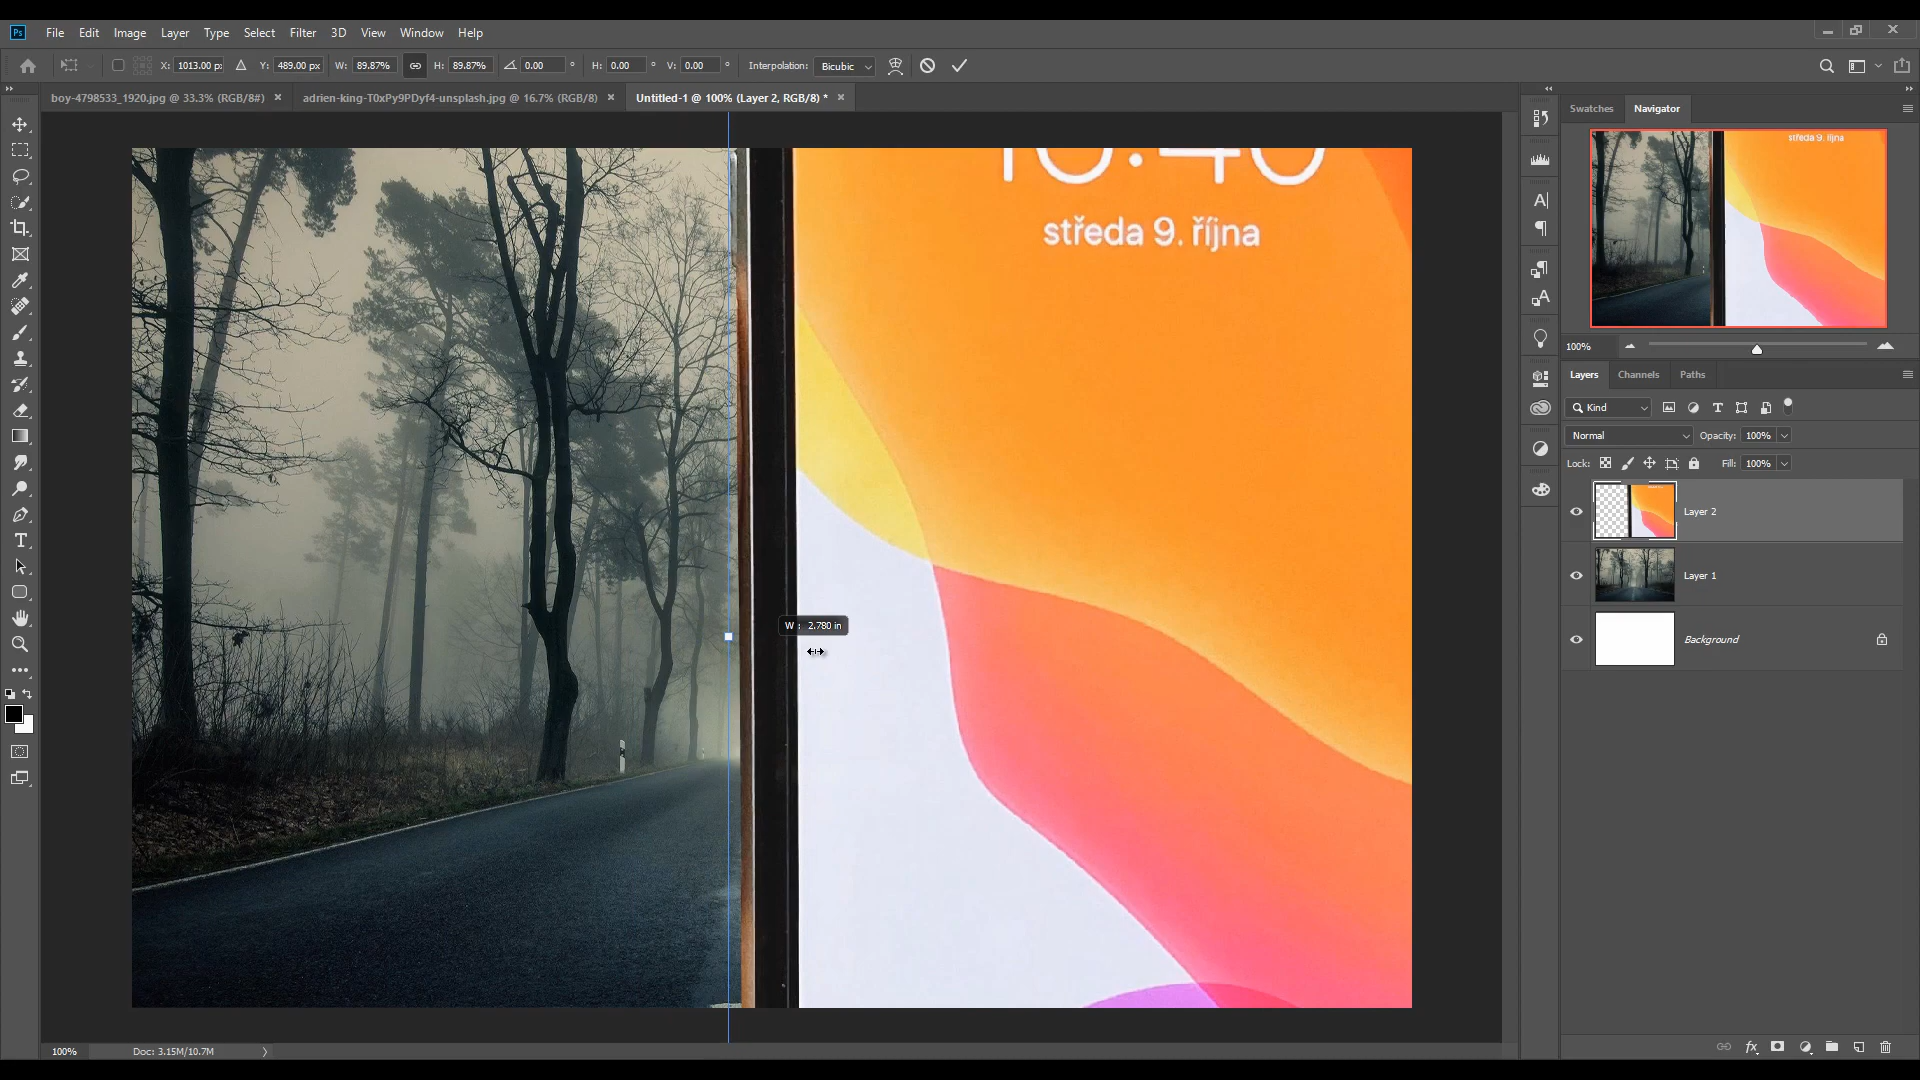 Ps File Edit Image Layer Type Select Filter 3D View Window Help
X: 1013.00 p: Y: 489.00 px W: 89.87% H: 89.87% 0.00 ° H: 0.00 ° V: 0.00 ° Interpolation: Bicubic
boy-4798533_1920.jpg @ 33.3% (RGB/8#) × adrien-king-T0xPy9PDyf4-unsplash.jpg @ 16.7% (RGB/8) × Untitled-1 @ 100% (Layer 2, RGB/8) * ×
Swatches Navigator
středa 9. října
10:40
středa 9. října
100%
Layers Channels Paths
Kind
Normal Opacity: 100%
Lock: Fill: 100%
Layer 2
Layer 1
W : 2.780 in
Background
100% Doc: 3.15M/10.7M
fx